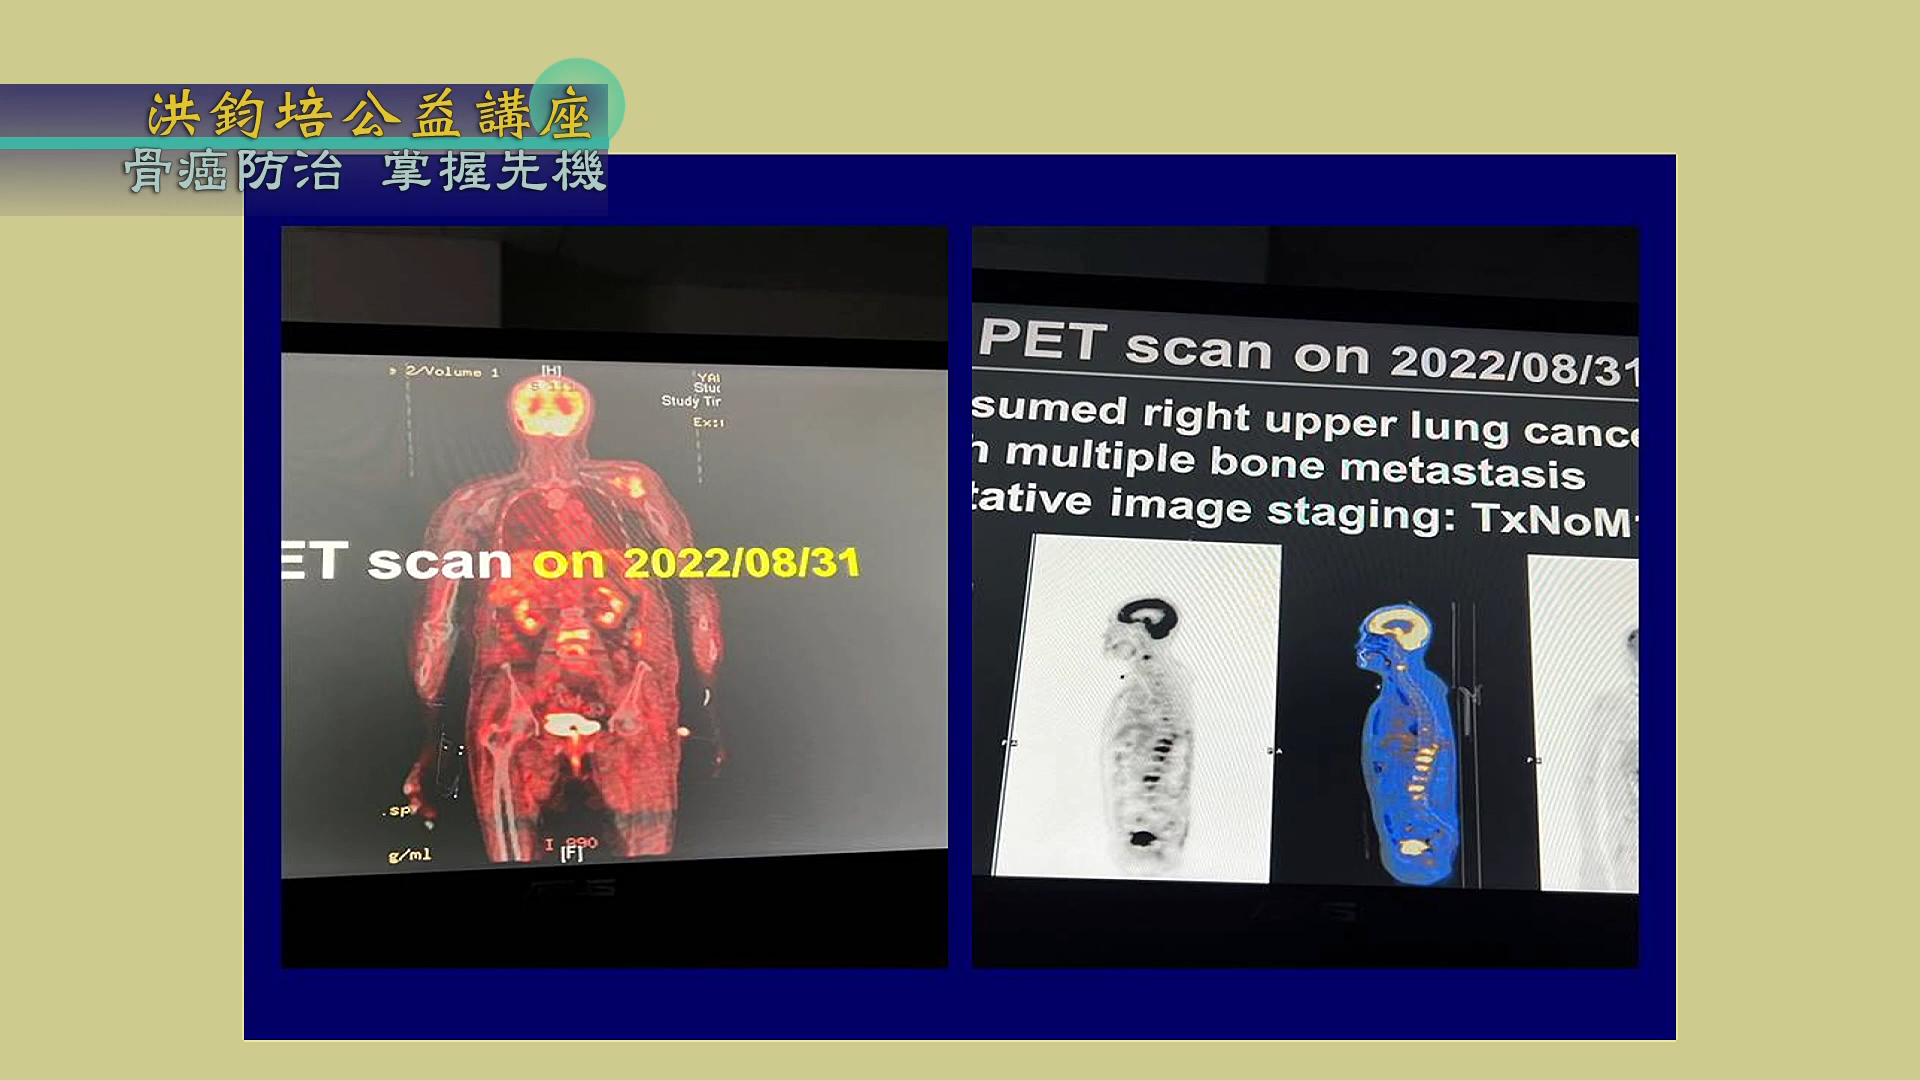 洪鈞培公益講座
骨癌防治 掌握先機
2/Volume 1
[H]
Study Tir
ET scan on 2022/08/31
.sp
g/ml
I 890
[F]
PET scan on 2022/08/31
sumed right upper lung cance
multiple bone metastasis
tative image staging: TxNoM